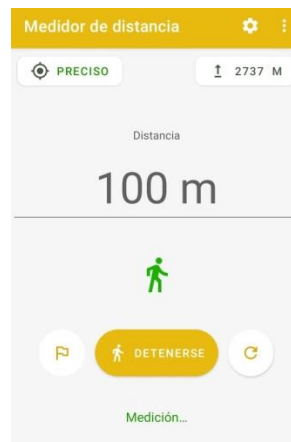 Medidor de distancia
PRECISO
2737 M
Distancia
100 m
DETENERSE
Medición...